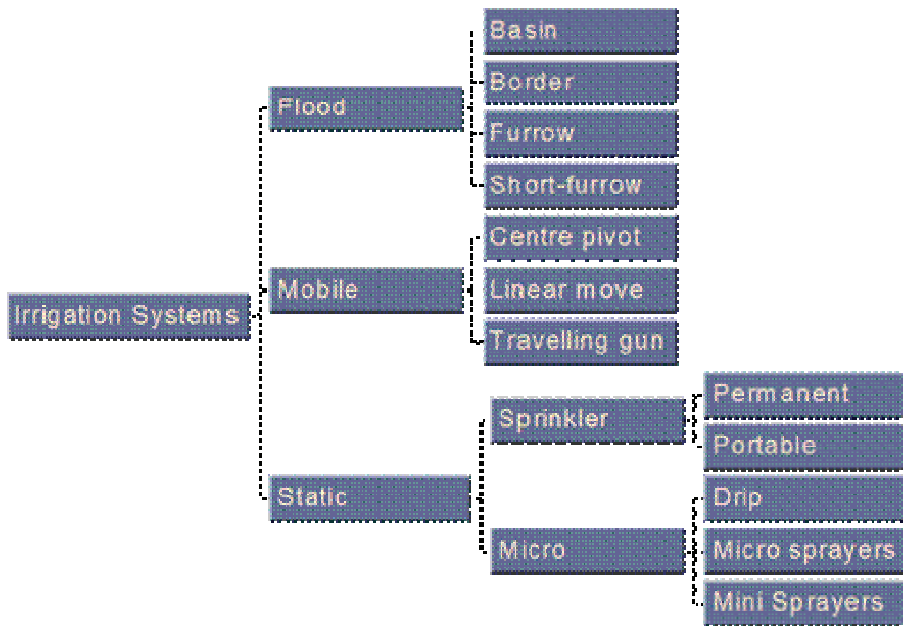 Irrigation Systems
Flood
Basin
Border
Furrow
Short-furrow
Mobile
Centre pivot
Linear move
Travelling gun
Static
Sprinkler
Permanent
Portable
Micro
Drip
Micro sprayers
Mini Sprayers